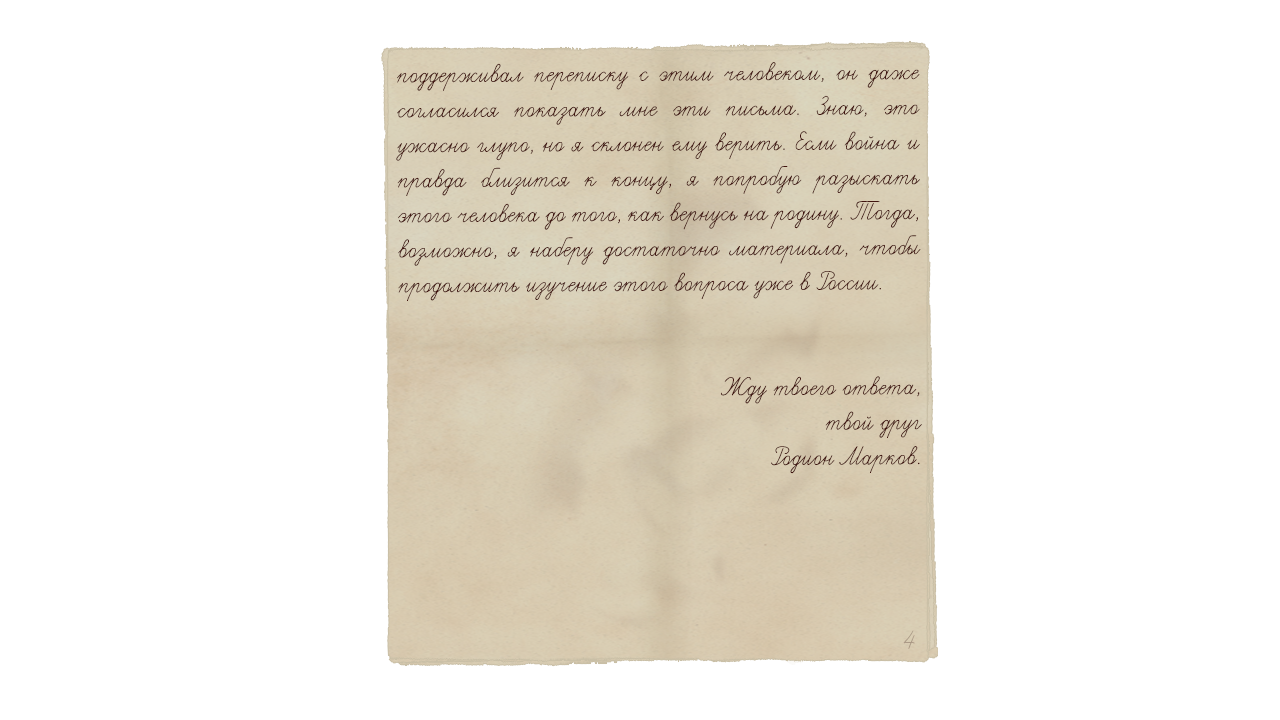 поддерживал переписку с этим человеком, он даже
согласился показать мне эти письма. Знаю, это
ужасно глупо, но я склонен ему верить. Если война и
правда близится к концу, я попробую разыскать
этого человека до того, как вернусь на родину. Тогда,
возможно, я наберу достаточно материала, чтобы
продолжить изучение этого вопроса уже в России.
Жду твоего ответа,
твой друг
Родион Марков.
4